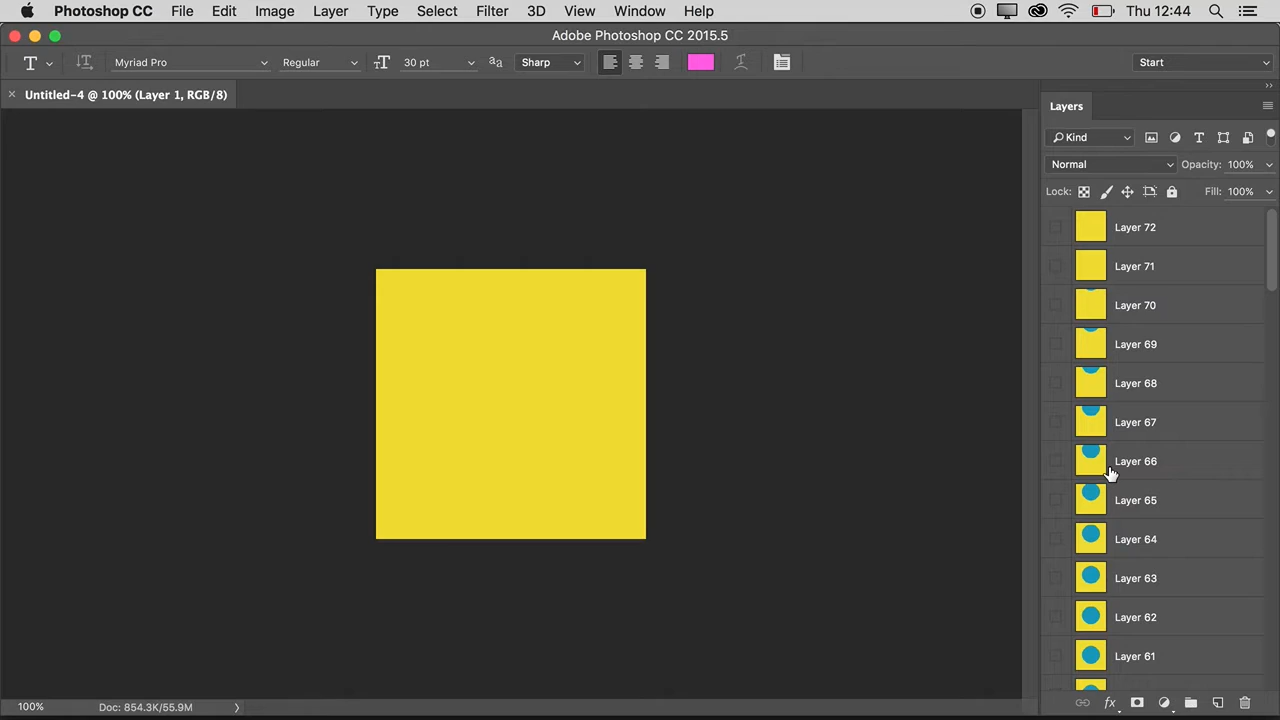 Photoshop CC File Edit Image Layer Type Select Filter 3D View Window Help Thu 12:44
Adobe Photoshop CC 2015.5
T T Myriad Pro Regular TT 30 pt aa Sharp Start
× Untitled-4 @ 100% (Layer 1, RGB/8)
Layers
Kind
Normal Opacity: 100%
Lock: Fill: 100%
Layer 72
Layer 71
Layer 70
Layer 69
Layer 68
Layer 67
Layer 66
Layer 65
Layer 64
Layer 63
Layer 62
Layer 61
100% Doc: 854.3K/55.9M
fx